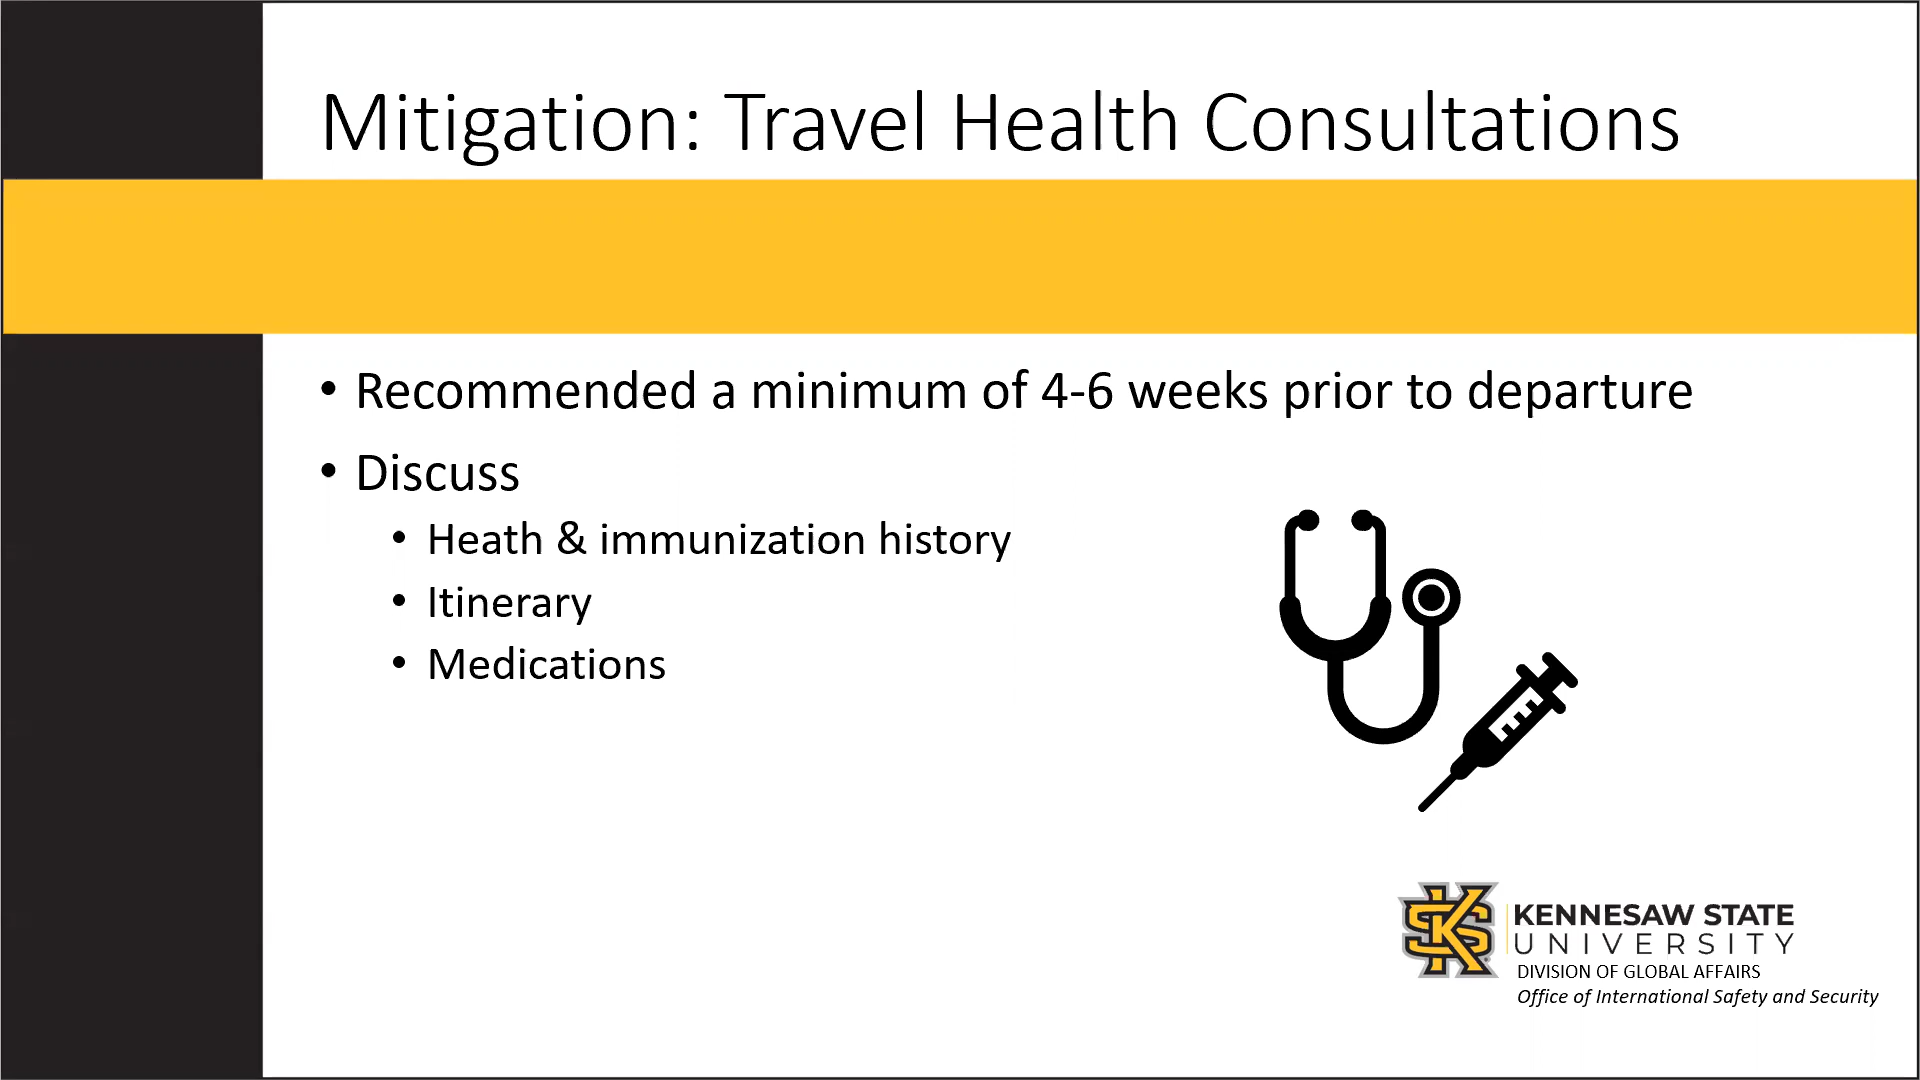 Mitigation: Travel Health Consultations
• Recommended a minimum of 4-6 weeks prior to departure
• Discuss
• Heath & immunization history
• Itinerary
• Medications
KENNESAW STATE
UNIVERSITY
DIVISION OF GLOBAL AFFAIRS
Office of International Safety and Security